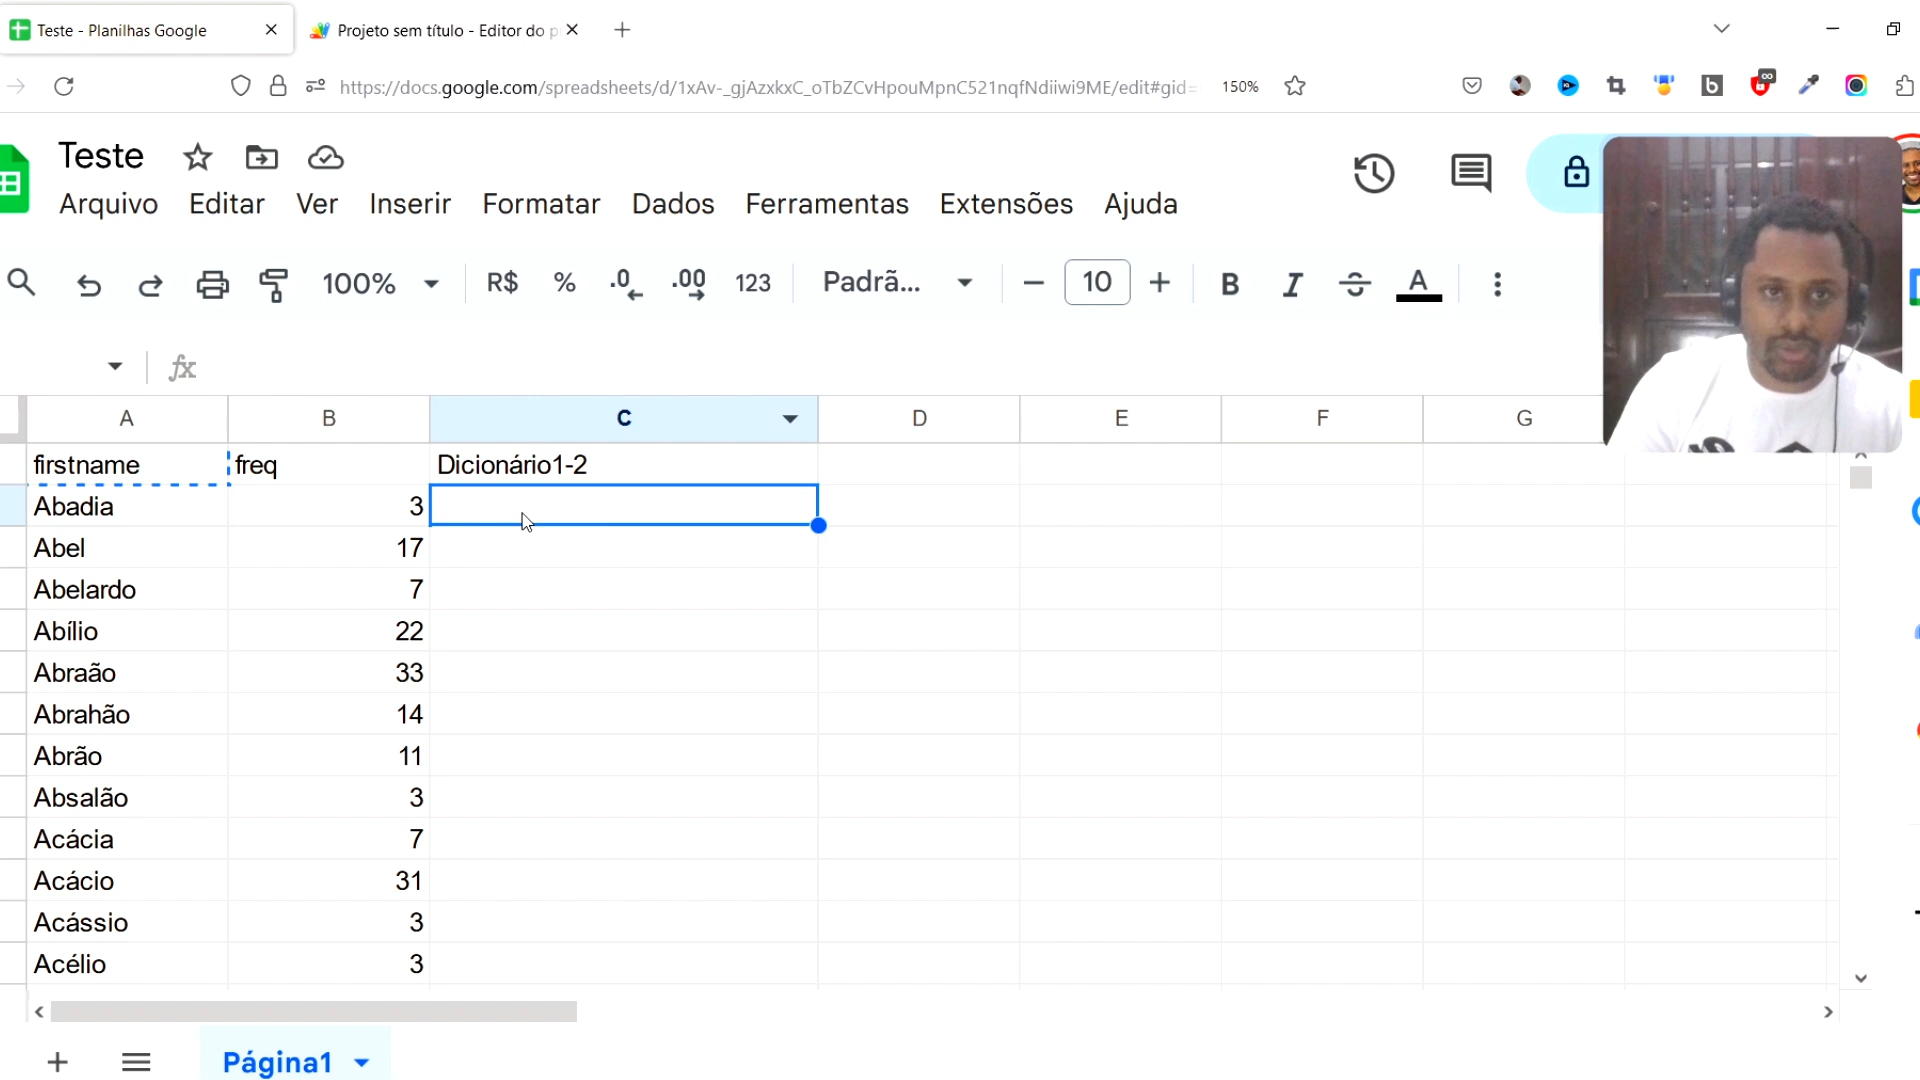 Teste - Planilhas Google
Projeto sem título - Editor do p
https://docs.google.com/spreadsheets/d/1xAv-_gjAzxkxC_oTbZCvHpouMpnC521nqfNdiiwi9ME/edit#gid=
150%
Teste
Arquivo Editar Ver Inserir Formatar Dados Ferramentas Extensões Ajuda
100% R$ % .0 .00 123 Padrã... 10 B I S A
fx
A B C D E F G
firstname freq Dicionário1-2
Abadia 3
Abel 17
Abelardo 7
Abílio 22
Abraão 33
Abrahão 14
Abrão 11
Absalão 3
Acácia 7
Acácio 31
Acássio 3
Acélio 3
Página1